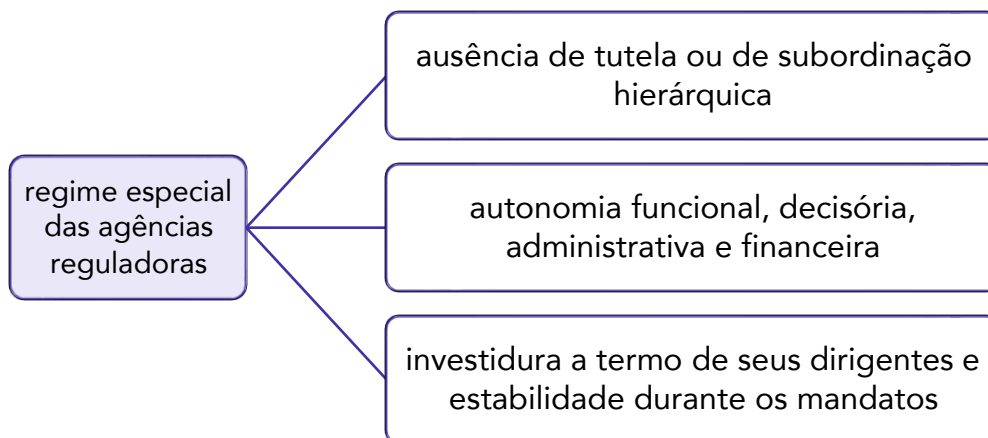 regime especial
das agências
reguladoras
ausência de tutela ou de subordinação
hierárquica
autonomia funcional, decisória,
administrativa e financeira
investidura a termo de seus dirigentes e
estabilidade durante os mandatos